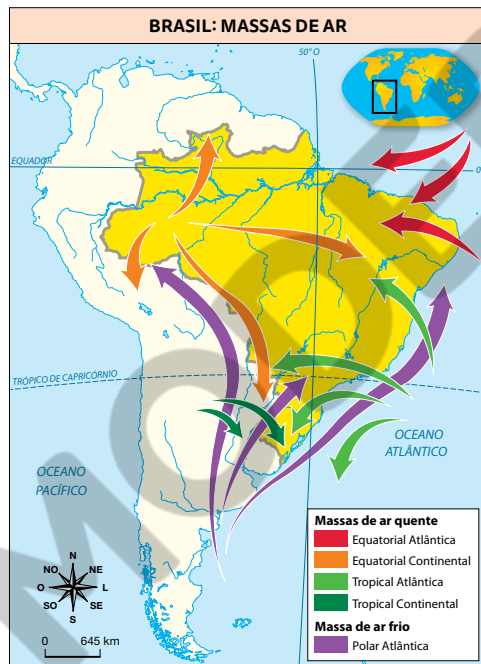 BRASIL: MASSAS DE AR
50° O
EQUADOR
0°
TRÓPICO DE CAPRICÓRNIO
OCEANO
ATLÂNTICO
OCEANO
PACÍFICO
Massas de ar quente
Equatorial Atlântica
Equatorial Continental
Tropical Atlântica
Tropical Continental
Massa de ar frio
Polar Atlântica
N
NO
NE
O
L
SO
SE
S
0
645 km